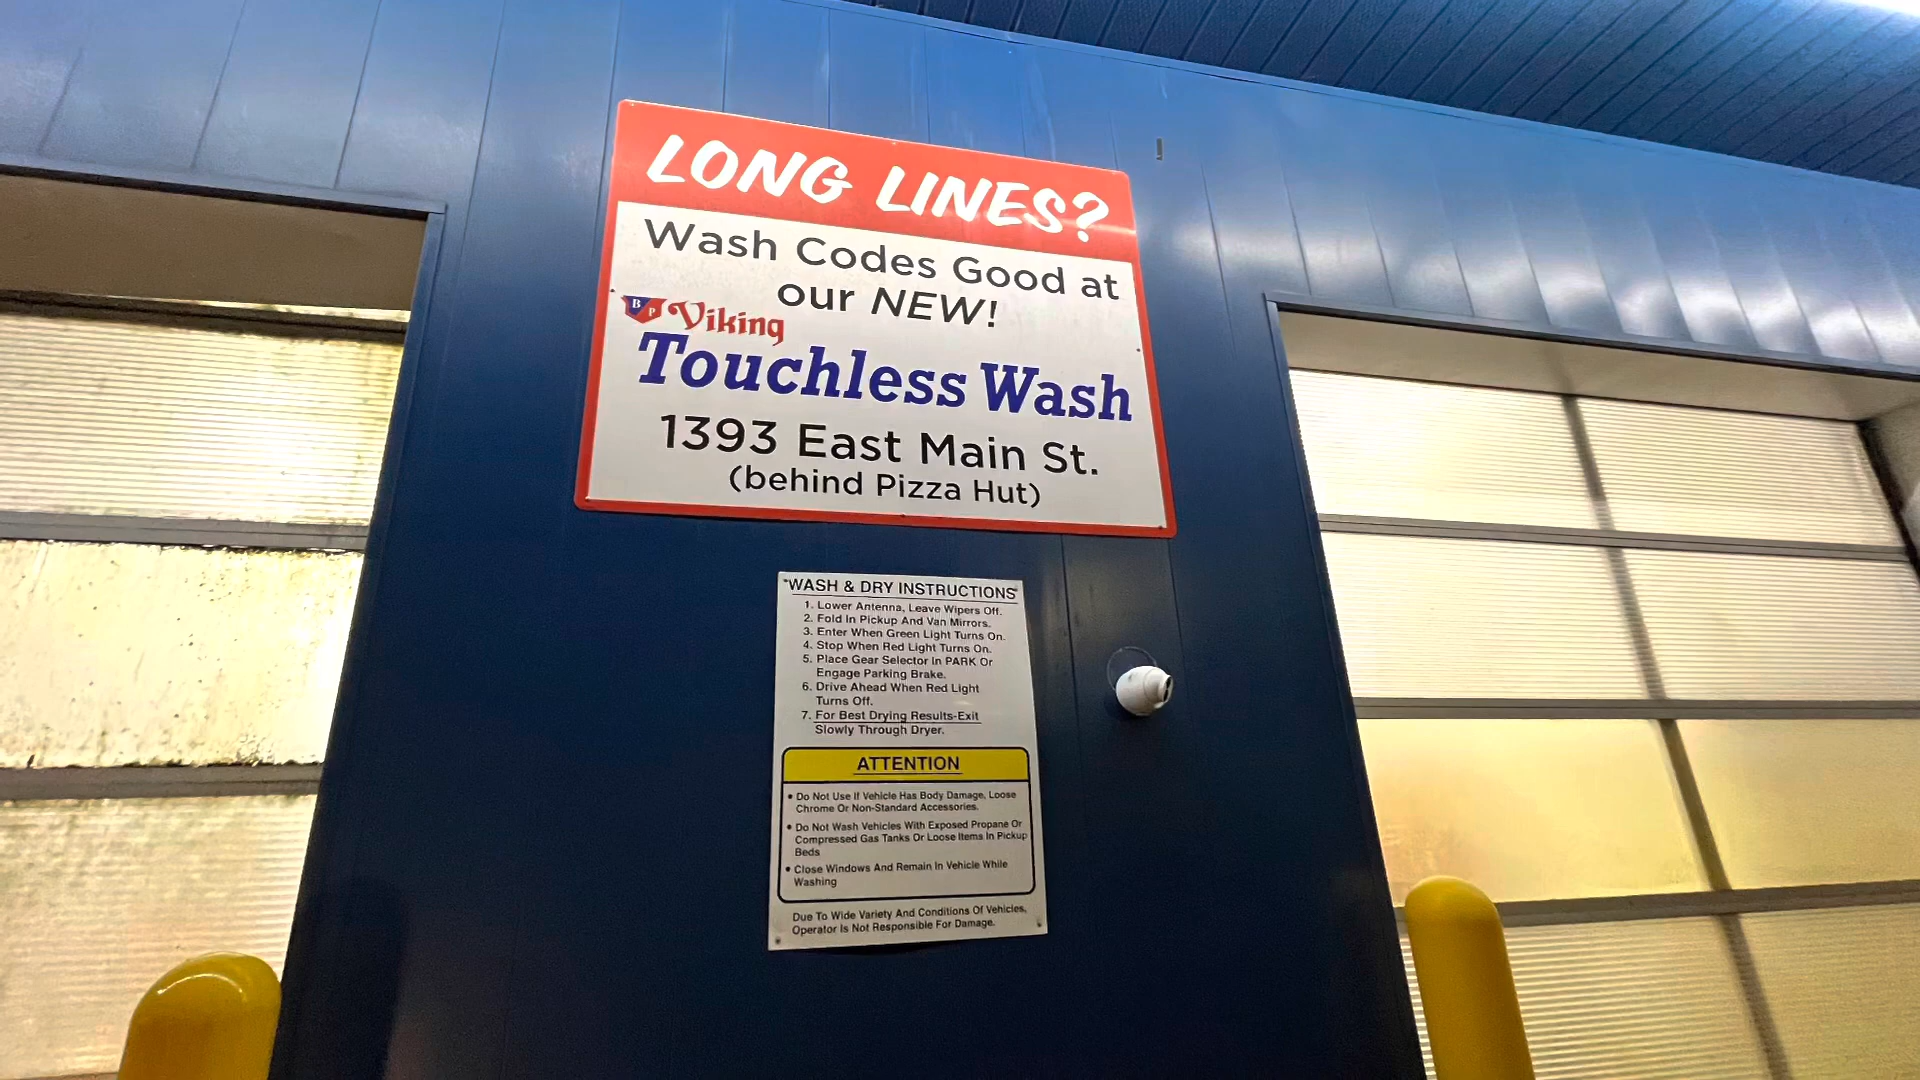 LONG LINES?
Wash Codes Good at
our NEW!
B P Viking
Touchless Wash
1393 East Main St.
(behind Pizza Hut)
"WASH & DRY INSTRUCTIONS"
1. Lower Antenna, Leave Wipers Off.
2. Fold In Pickup And Van Mirrors.
3. Enter When Green Light Turns On.
4. Stop When Red Light Turns On.
5. Place Gear Selector In PARK Or
Engage Parking Brake.
6. Drive Ahead When Red Light
Turns Off.
7. For Best Drying Results-Exit
Slowly Through Dryer.
ATTENTION
• Do Not Use If Vehicle Has Body Damage, Loose
Chrome Or Non-Standard Accessories.
• Do Not Wash Vehicles With Exposed Propane Or
Compressed Gas Tanks Or Loose Items In Pickup
Beds
• Close Windows And Remain In Vehicle While
Washing
Due To Wide Variety And Conditions Of Vehicles,
Operator Is Not Responsible For Damage.